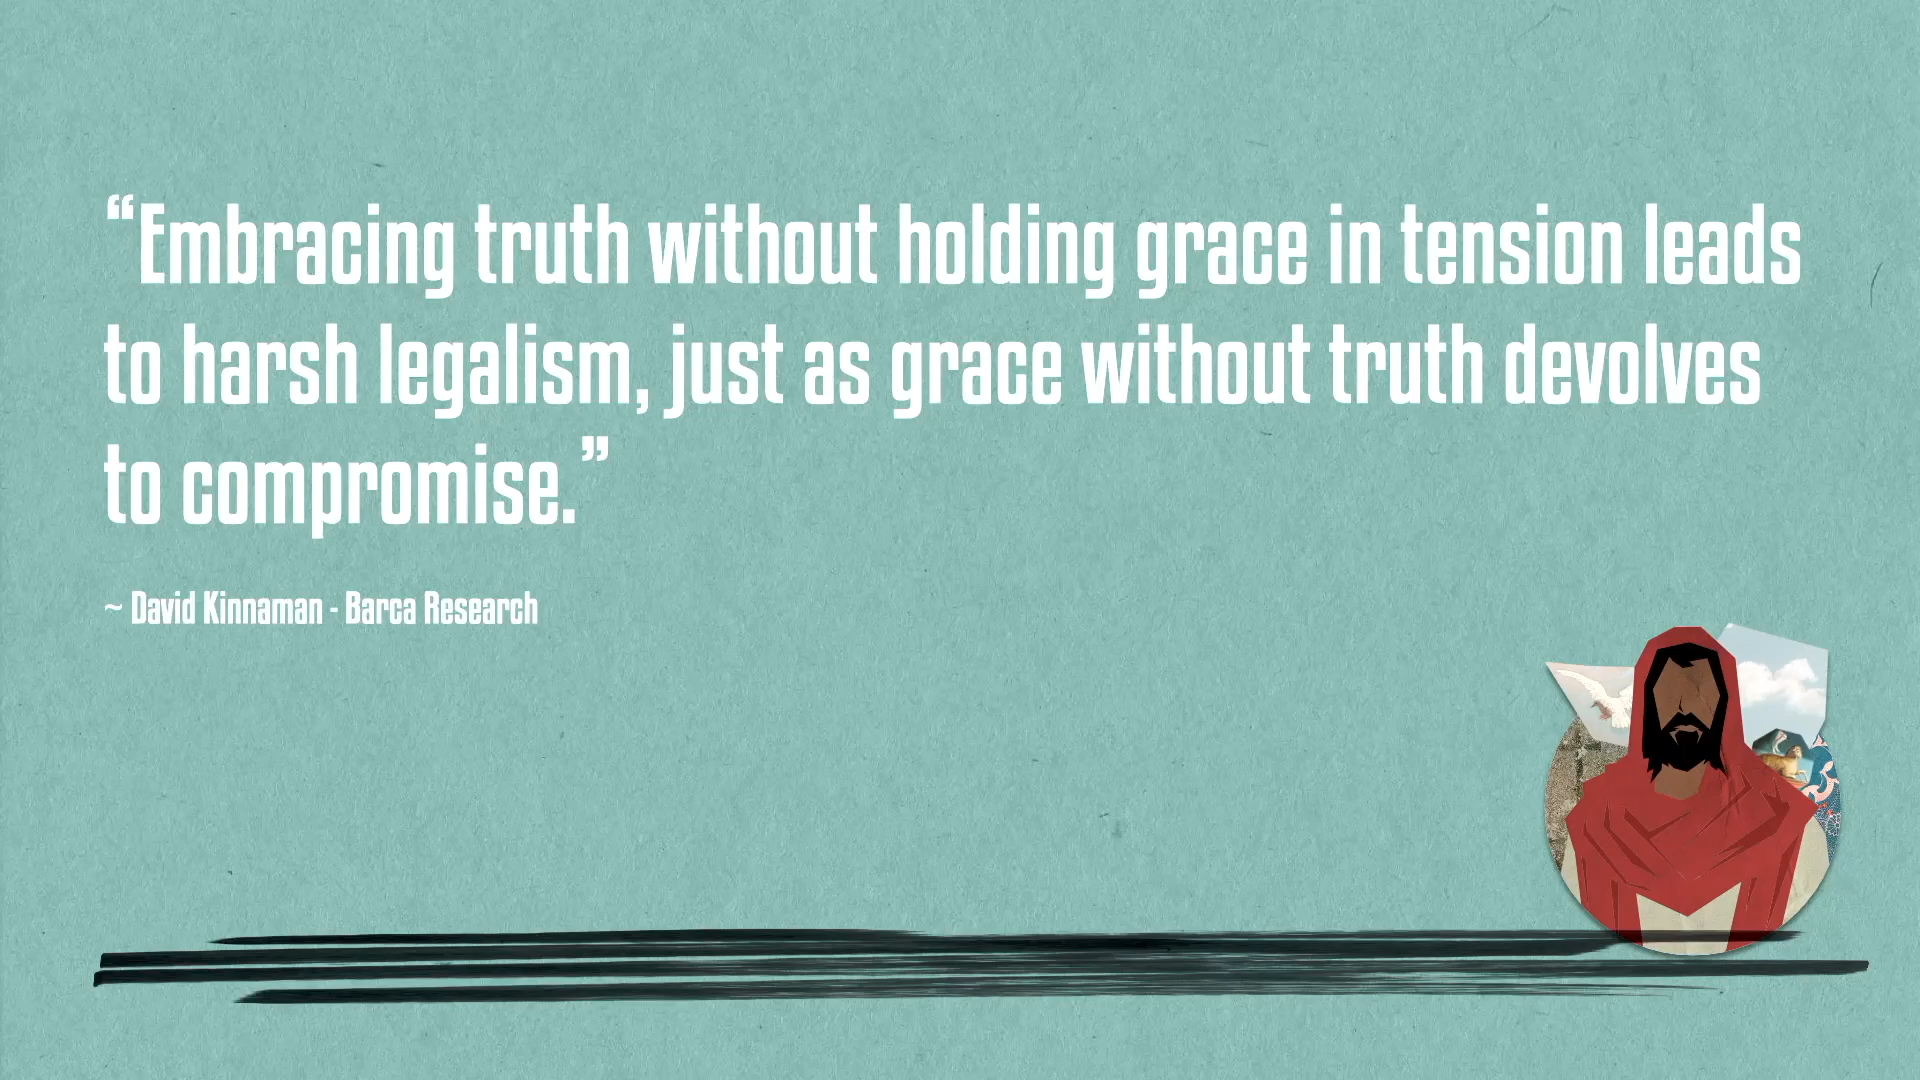 “Embracing truth without holding grace in tension leads
to harsh legalism, just as grace without truth devolves
to compromise.”
~ David Kinnaman - Barca Research